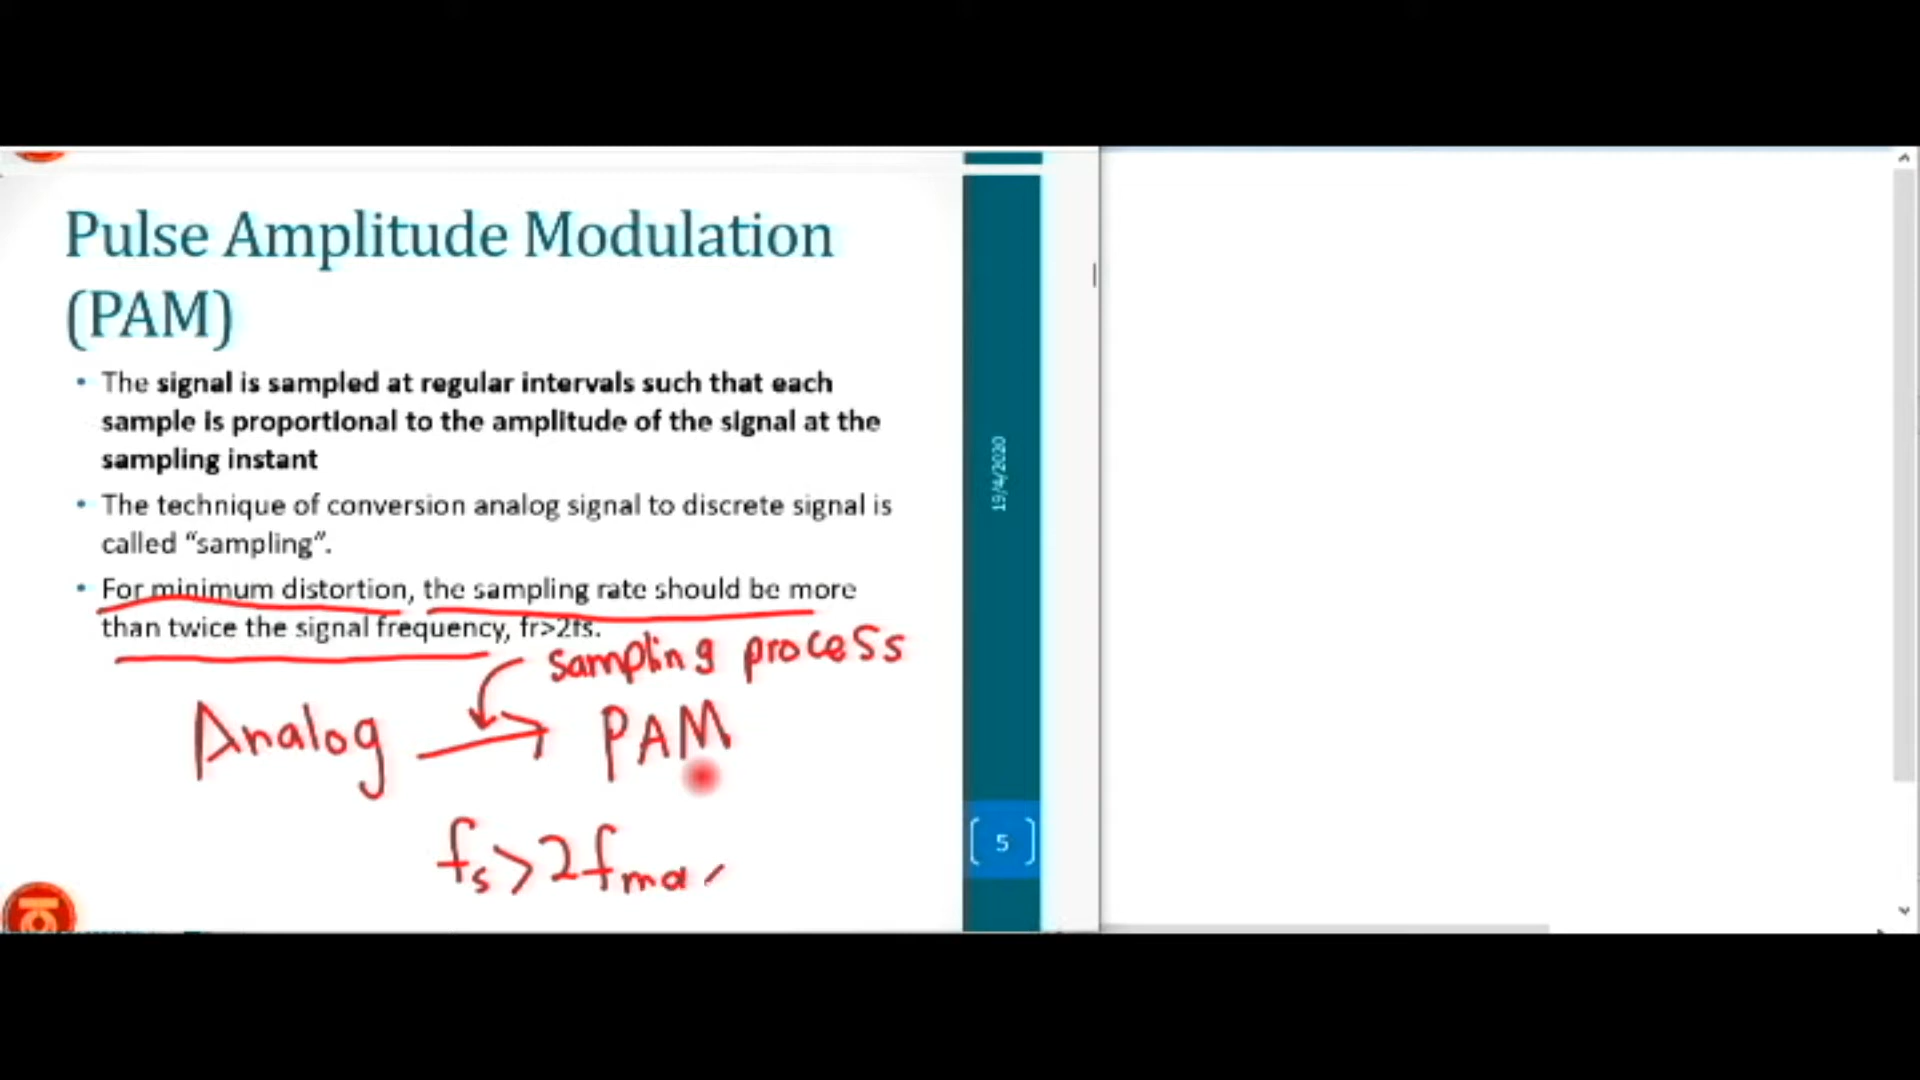 Pulse Amplitude Modulation
(PAM)
• The signal is sampled at regular intervals such that each
sample is proportional to the amplitude of the signal at the
sampling instant
• The technique of conversion analog signal to discrete signal is
called “sampling”.
• For minimum distortion, the sampling rate should be more
than twice the signal frequency, fr>2fs.
sampling process
Analog → PAM
fs>2fma
19/4/2020
5